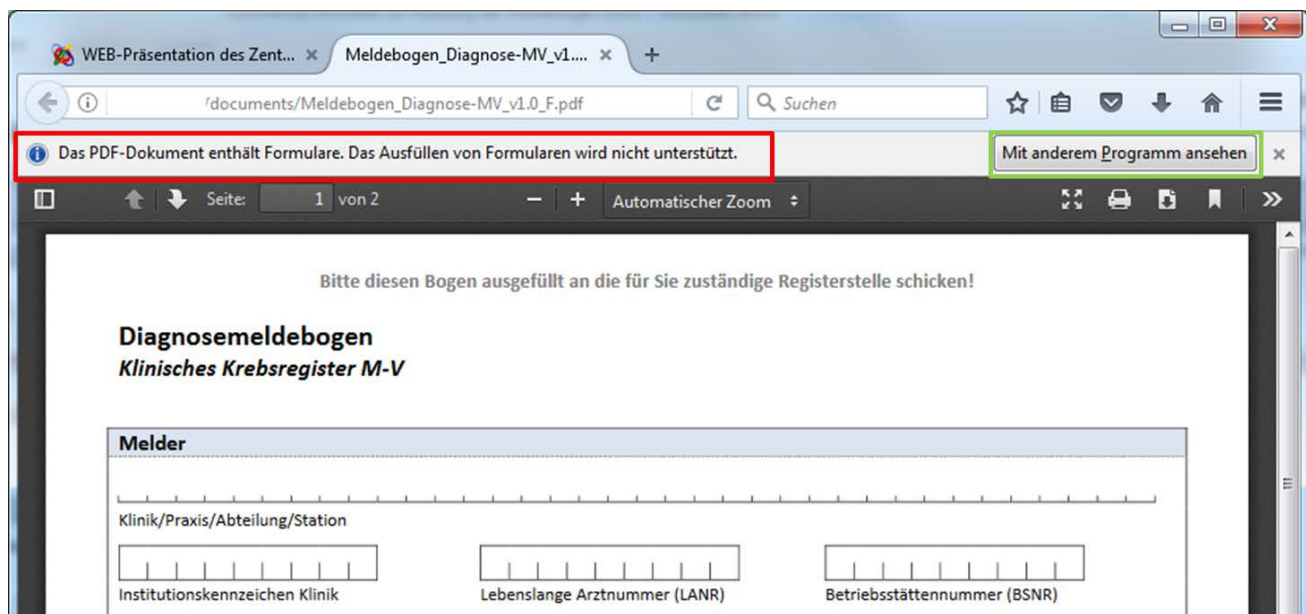 WEB-Präsentation des Zent...
Meldebogen_Diagnose-MV_v1....
/documents/Meldebogen_Diagnose-MV_v1.0_F.pdf
Suchen
Das PDF-Dokument enthält Formulare. Das Ausfüllen von Formularen wird nicht unterstützt.
Mit anderem Programm ansehen
Seite: 1 von 2
Automatischer Zoom
Bitte diesen Bogen ausgefüllt an die für Sie zuständige Registerstelle schicken!
Diagnosemeldebogen
Klinisches Krebsregister M-V
Melder
Klinik/Praxis/Abteilung/Station
Institutionskennzeichen Klinik
Lebenslange Arztnummer (LANR)
Betriebsstättennummer (BSNR)